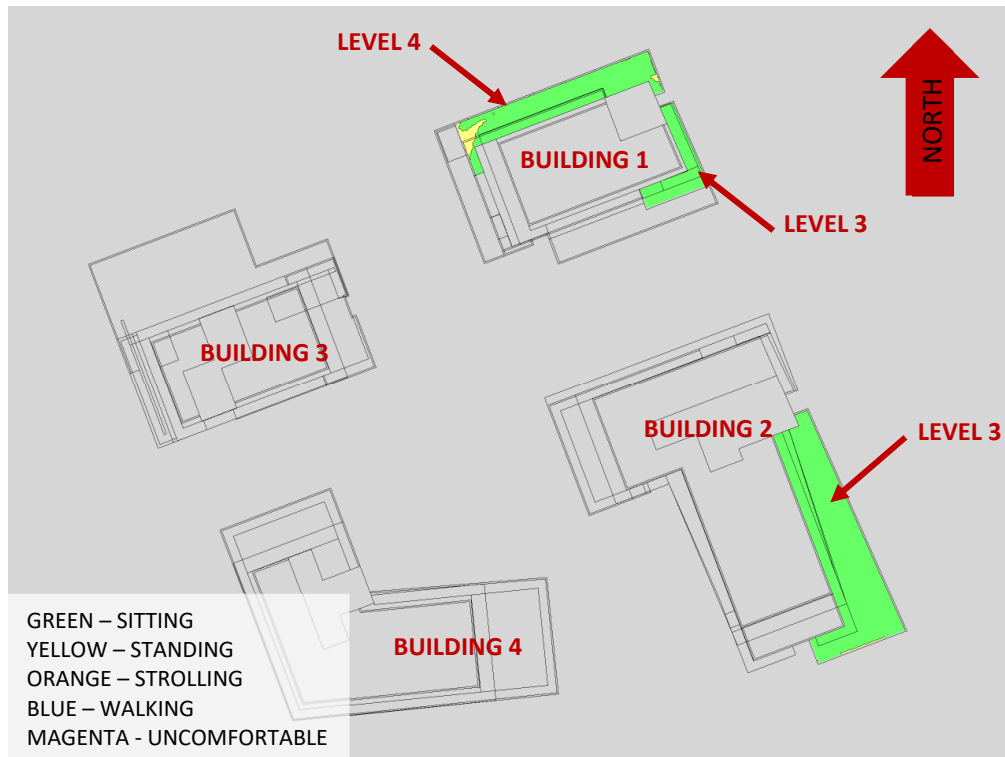 LEVEL 4
NORTH
BUILDING 1
LEVEL 3
BUILDING 3
BUILDING 2
LEVEL 3
BUILDING 4
GREEN – SITTING
YELLOW – STANDING
ORANGE – STROLLING
BLUE – WALKING
MAGENTA - UNCOMFORTABLE